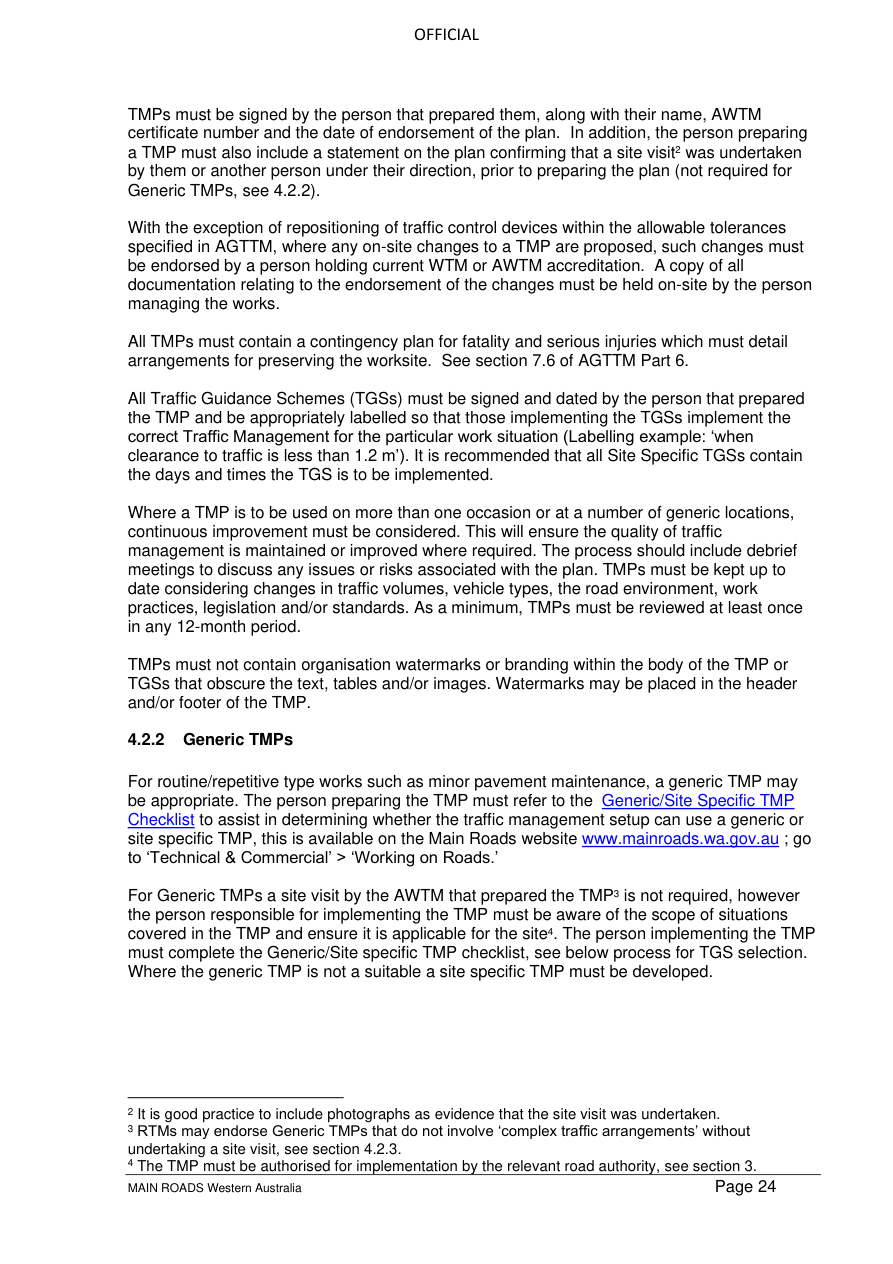 OFFICIAL
TMPs must be signed by the person that prepared them, along with their name, AWTM
certificate number and the date of endorsement of the plan.  In addition, the person preparing
a TMP must also include a statement on the plan confirming that a site visit² was undertaken
by them or another person under their direction, prior to preparing the plan (not required for
Generic TMPs, see 4.2.2).
With the exception of repositioning of traffic control devices within the allowable tolerances
specified in AGTTM, where any on-site changes to a TMP are proposed, such changes must
be endorsed by a person holding current WTM or AWTM accreditation.  A copy of all
documentation relating to the endorsement of the changes must be held on-site by the person
managing the works.
All TMPs must contain a contingency plan for fatality and serious injuries which must detail
arrangements for preserving the worksite.  See section 7.6 of AGTTM Part 6.
All Traffic Guidance Schemes (TGSs) must be signed and dated by the person that prepared
the TMP and be appropriately labelled so that those implementing the TGSs implement the
correct Traffic Management for the particular work situation (Labelling example: ‘when
clearance to traffic is less than 1.2 m’). It is recommended that all Site Specific TGSs contain
the days and times the TGS is to be implemented.
Where a TMP is to be used on more than one occasion or at a number of generic locations,
continuous improvement must be considered. This will ensure the quality of traffic
management is maintained or improved where required. The process should include debrief
meetings to discuss any issues or risks associated with the plan. TMPs must be kept up to
date considering changes in traffic volumes, vehicle types, the road environment, work
practices, legislation and/or standards. As a minimum, TMPs must be reviewed at least once
in any 12-month period.
TMPs must not contain organisation watermarks or branding within the body of the TMP or
TGSs that obscure the text, tables and/or images. Watermarks may be placed in the header
and/or footer of the TMP.
4.2.2 Generic TMPs
For routine/repetitive type works such as minor pavement maintenance, a generic TMP may
be appropriate. The person preparing the TMP must refer to the  Generic/Site Specific TMP
Checklist to assist in determining whether the traffic management setup can use a generic or
site specific TMP, this is available on the Main Roads website www.mainroads.wa.gov.au ; go
to ‘Technical & Commercial’ > ‘Working on Roads.’
For Generic TMPs a site visit by the AWTM that prepared the TMP³ is not required, however
the person responsible for implementing the TMP must be aware of the scope of situations
covered in the TMP and ensure it is applicable for the site⁴. The person implementing the TMP
must complete the Generic/Site specific TMP checklist, see below process for TGS selection.
Where the generic TMP is not a suitable a site specific TMP must be developed.
² It is good practice to include photographs as evidence that the site visit was undertaken.
³ RTMs may endorse Generic TMPs that do not involve ‘complex traffic arrangements’ without
undertaking a site visit, see section 4.2.3.
⁴ The TMP must be authorised for implementation by the relevant road authority, see section 3.
MAIN ROADS Western Australia Page 24